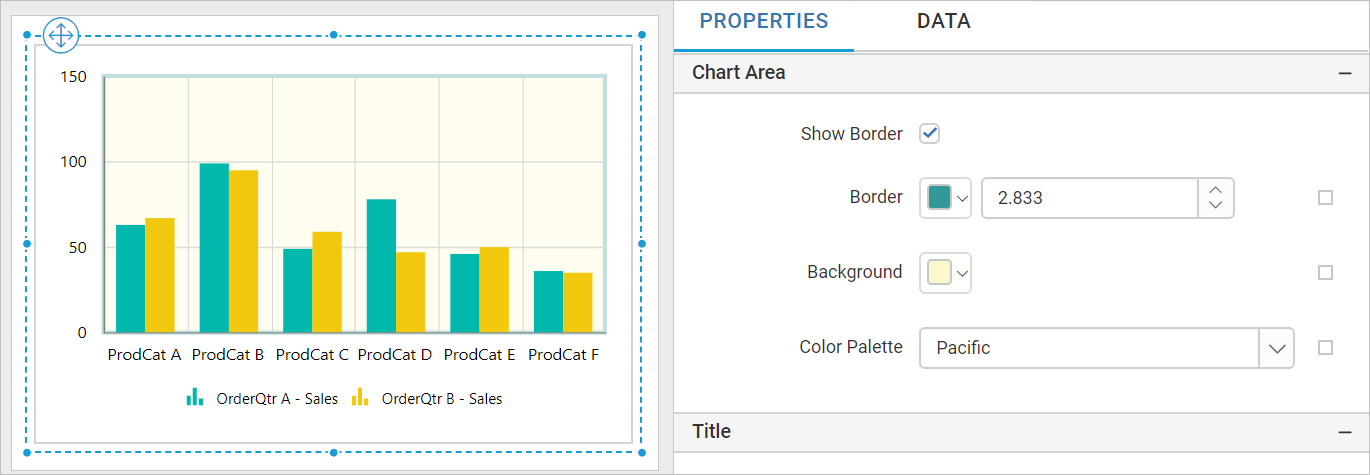 PROPERTIES DATA
Chart Area
Show Border
Border 2.833
Background
Color Palette Pacific
Title
150
100
50
0
ProdCat A ProdCat B ProdCat C ProdCat D ProdCat E ProdCat F
OrderQtr A - Sales OrderQtr B - Sales